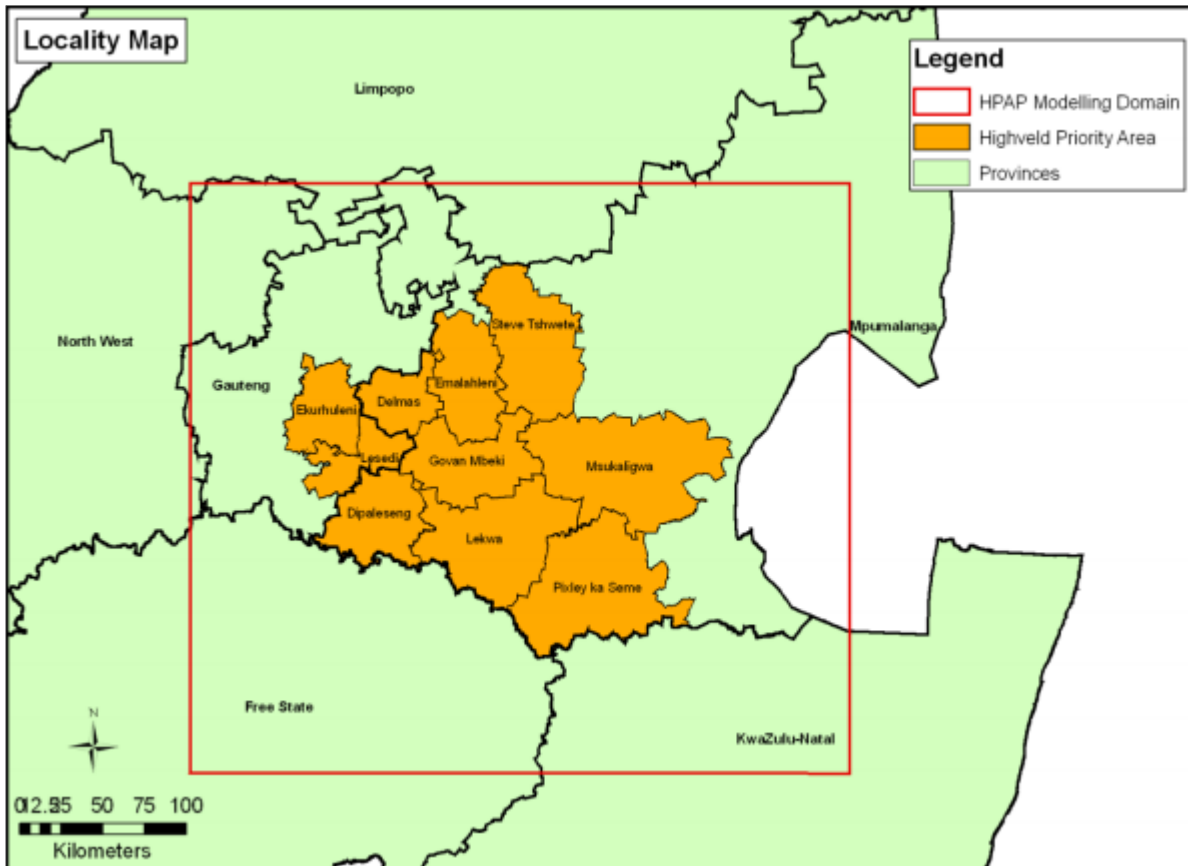 Locality Map
Legend
HPAP Modelling Domain
Highveld Priority Area
Provinces
Limpopo
North West
Gauteng
Mpumalanga
Steve Tshwete
Emalahleni
Delmas
Ekurhuleni
Lesedi
Govan Mbeki
Msukaligwa
Dipaleseng
Lekwa
Pixley ka Seme
Free State
KwaZulu-Natal
N
0 12.5 25 50 75 100
Kilometers